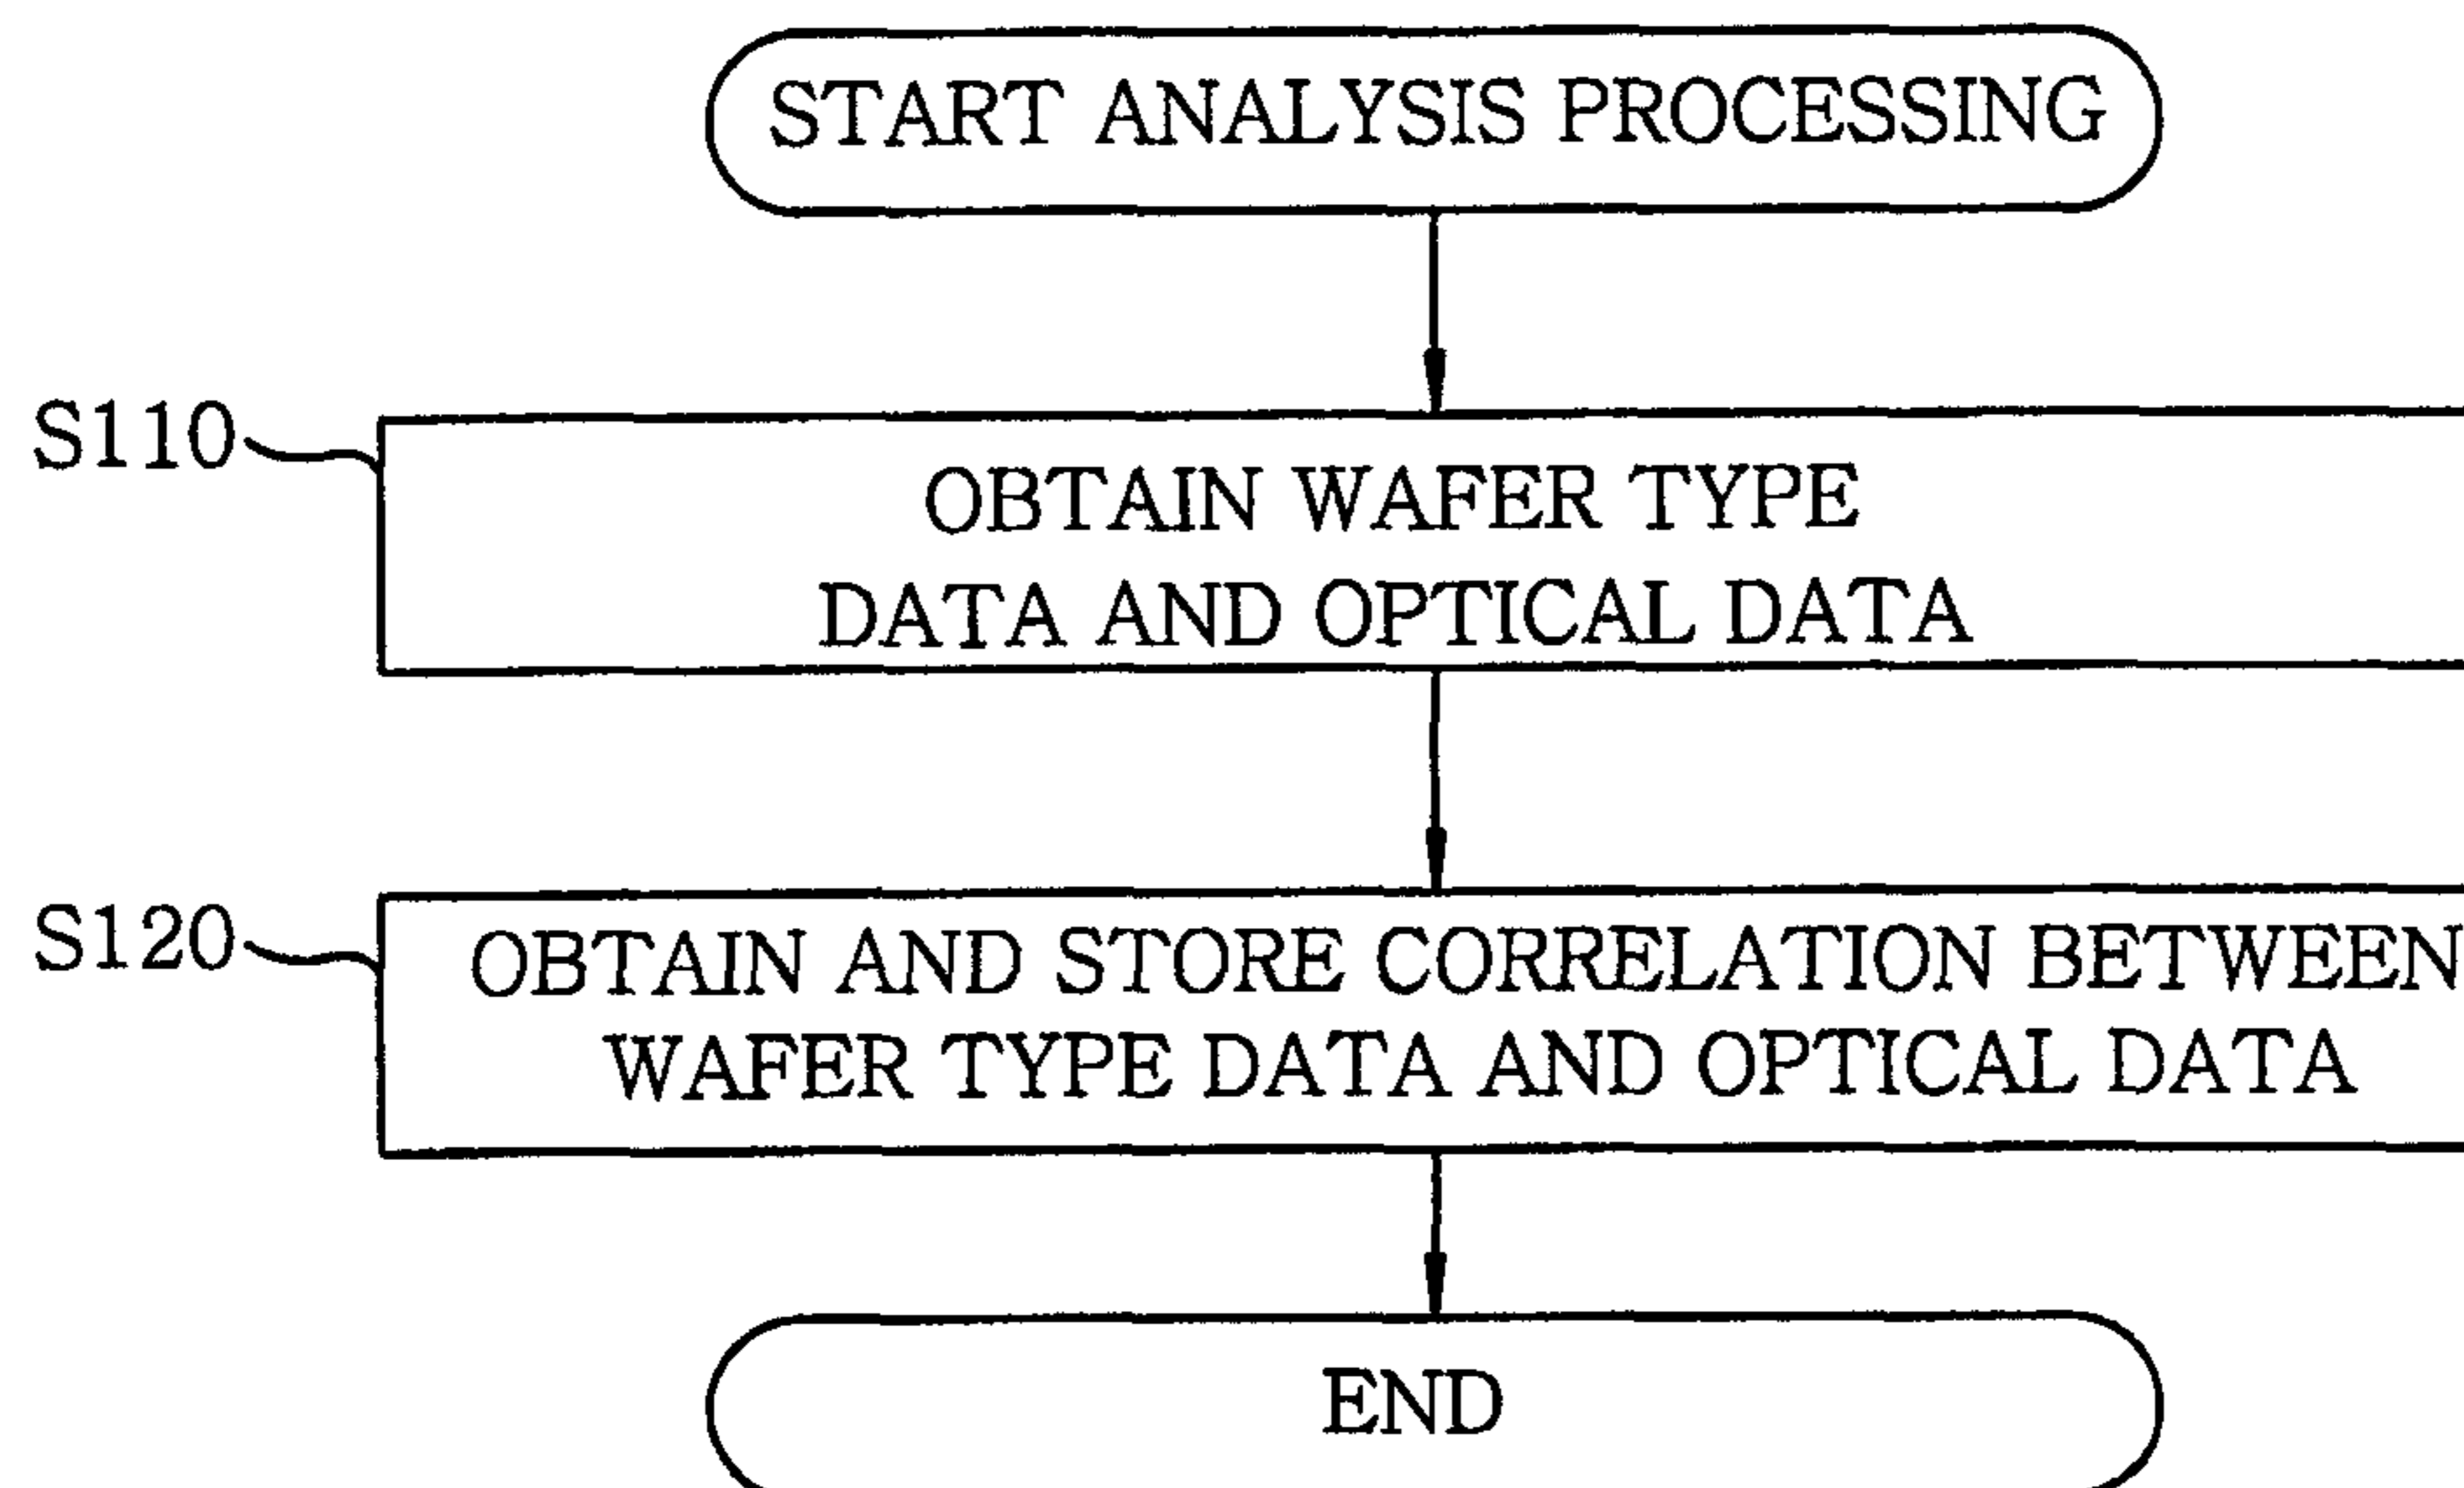 START ANALYSIS PROCESSING
S110
OBTAIN WAFER TYPE
DATA AND OPTICAL DATA
S120
OBTAIN AND STORE CORRELATION BETWEEN
WAFER TYPE DATA AND OPTICAL DATA
END